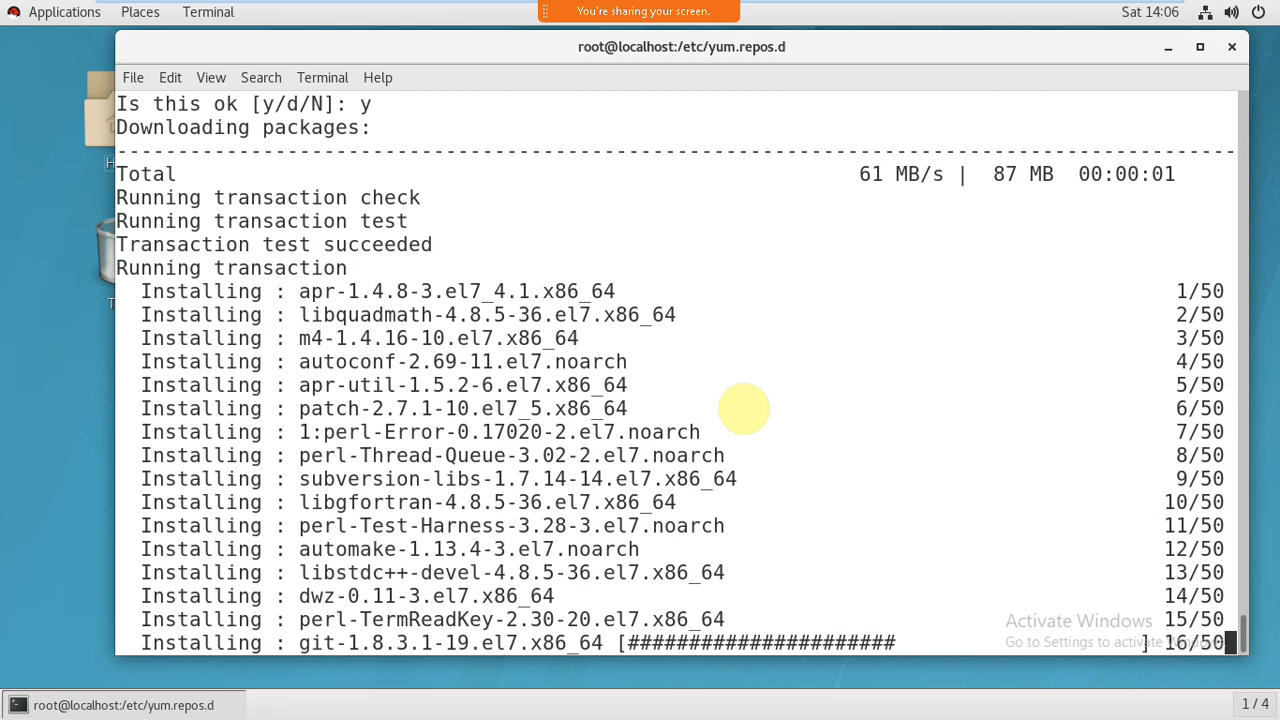 Applications Places Terminal
You're sharing your screen.
Sat 14:06
root@localhost:/etc/yum.repos.d
File Edit View Search Terminal Help
Is this ok [y/d/N]: y
Downloading packages:
--------------------------------------------------------------------------------------------
Total 61 MB/s | 87 MB 00:00:01
Running transaction check
Running transaction test
Transaction test succeeded
Running transaction
Installing : apr-1.4.8-3.el7_4.1.x86_64 1/50
Installing : libquadmath-4.8.5-36.el7.x86_64 2/50
Installing : m4-1.4.16-10.el7.x86_64 3/50
Installing : autoconf-2.69-11.el7.noarch 4/50
Installing : apr-util-1.5.2-6.el7.x86_64 5/50
Installing : patch-2.7.1-10.el7_5.x86_64 6/50
Installing : 1:perl-Error-0.17020-2.el7.noarch 7/50
Installing : perl-Thread-Queue-3.02-2.el7.noarch 8/50
Installing : subversion-libs-1.7.14-14.el7.x86_64 9/50
Installing : libgfortran-4.8.5-36.el7.x86_64 10/50
Installing : perl-Test-Harness-3.28-3.el7.noarch 11/50
Installing : automake-1.13.4-3.el7.noarch 12/50
Installing : libstdc++-devel-4.8.5-36.el7.x86_64 13/50
Installing : dwz-0.11-3.el7.x86_64 14/50
Installing : perl-TermReadKey-2.30-20.el7.x86_64 15/50
Installing : git-1.8.3.1-19.el7.x86_64 [###################### ] 16/50
Activate Windows
Go to Settings to activate
root@localhost:/etc/yum.repos.d
1 / 4